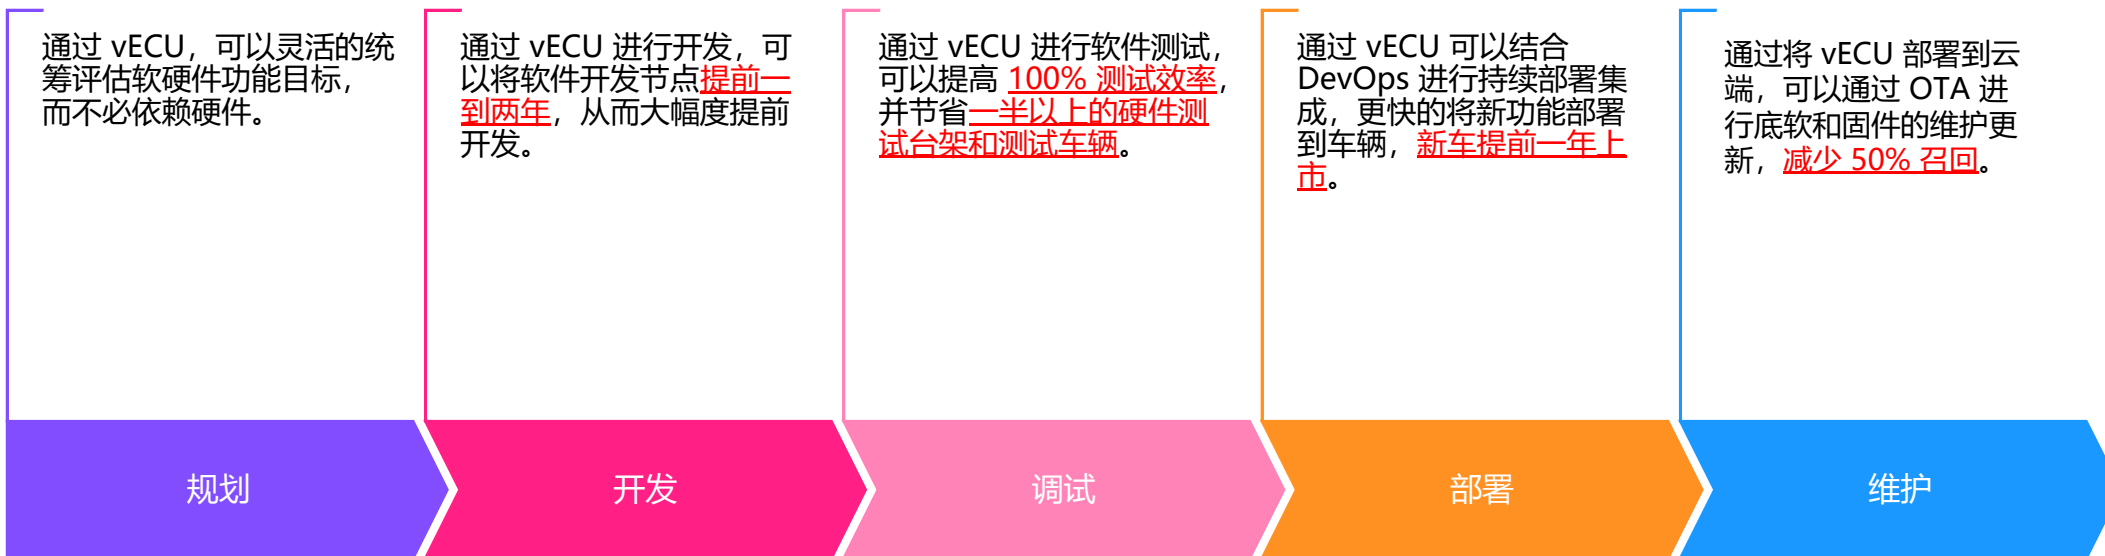 通过 vECU，可以灵活的统
筹评估软硬件功能目标，
而不必依赖硬件。
通过 vECU 进行开发，可
以将软件开发节点提前一
到两年，从而大幅度提前
开发。
通过 vECU 进行软件测试，
可以提高 100% 测试效率，
并节省一半以上的硬件测
试台架和测试车辆。
通过 vECU 可以结合
DevOps 进行持续部署集
成，更快的将新功能部署
到车辆，新车提前一年上
市。
通过将 vECU 部署到云
端，可以通过 OTA 进
行底软和固件的维护更
新，减少 50% 召回。
规划
开发
调试
部署
维护